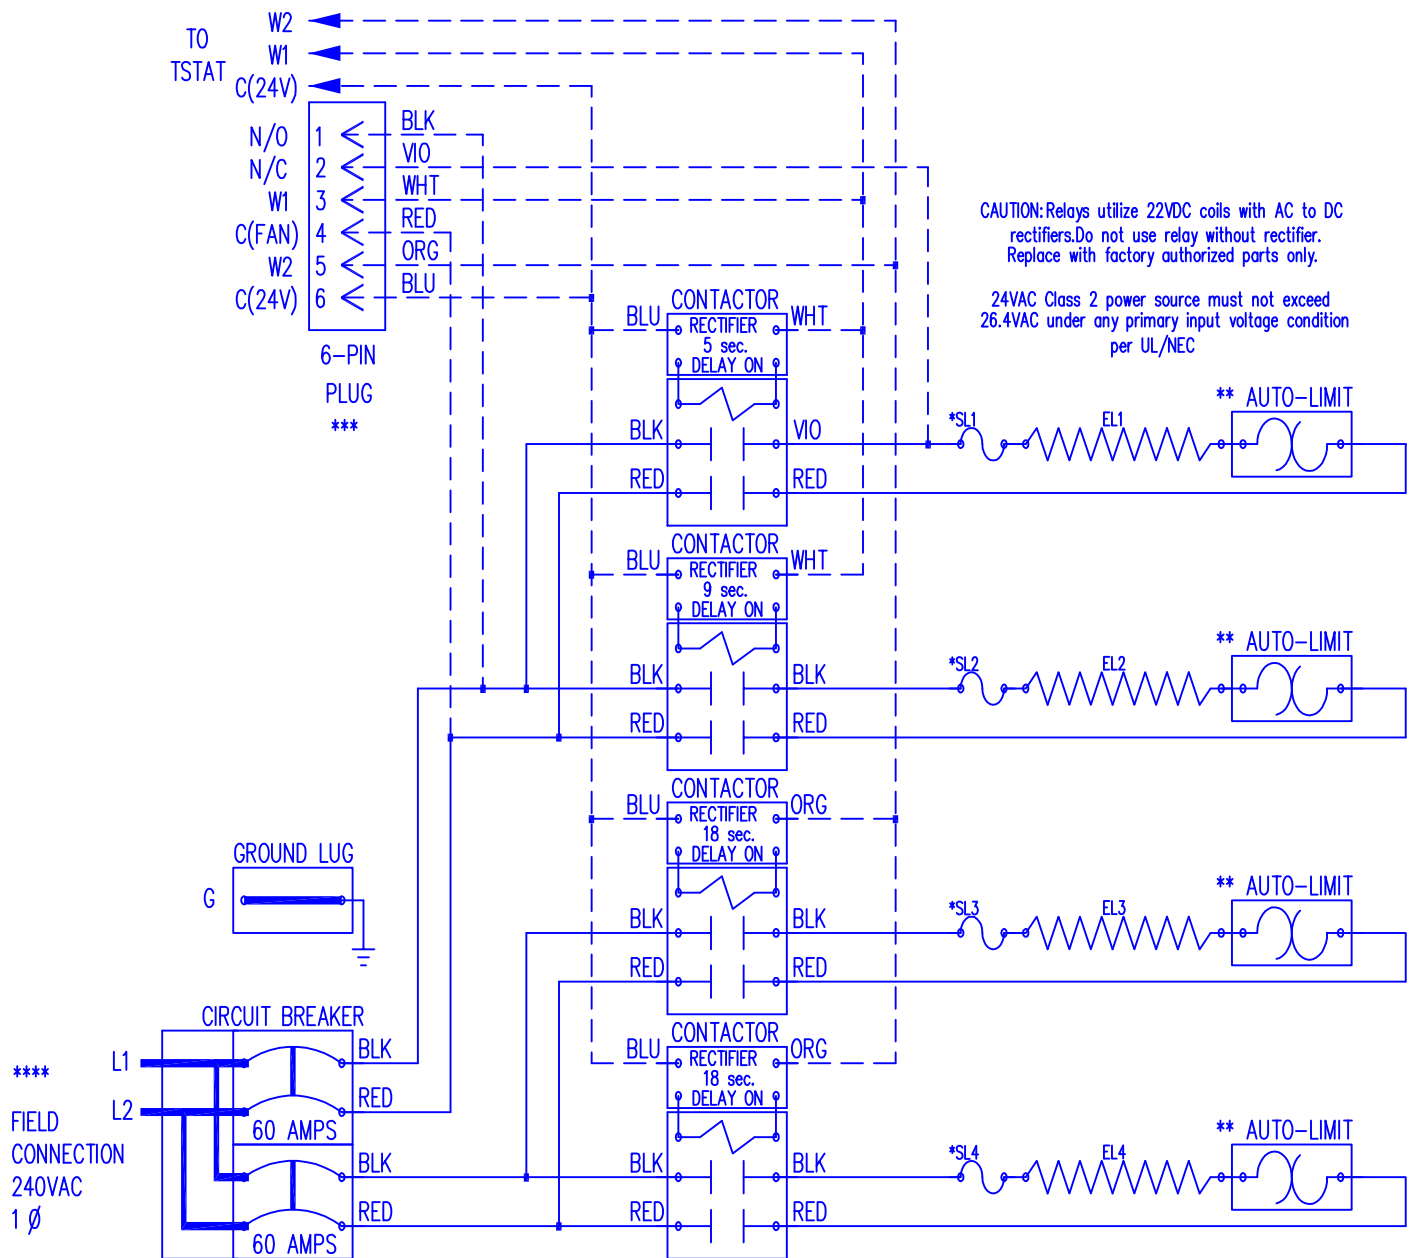 TO
TSTAT
W2
W1
C(24V)
N/O 1 BLK
N/C 2 VIO
W1 3 WHT
C(FAN) 4 RED
W2 5 ORG
C(24V) 6 BLU
6-PIN
PLUG
***
CAUTION: Relays utilize 22VDC coils with AC to DC
rectifiers.Do not use relay without rectifier.
Replace with factory authorized parts only.
24VAC Class 2 power source must not exceed
26.4VAC under any primary input voltage condition
per UL/NEC
CONTACTOR
BLU RECTIFIER WHT
5 sec.
DELAY ON
BLK VIO *SL1 EL1 ** AUTO-LIMIT
RED RED
CONTACTOR
BLU RECTIFIER WHT
9 sec.
DELAY ON
BLK BLK *SL2 EL2 ** AUTO-LIMIT
RED RED
CONTACTOR
BLU RECTIFIER ORG
18 sec.
DELAY ON
BLK BLK *SL3 EL3 ** AUTO-LIMIT
RED RED
CONTACTOR
BLU RECTIFIER ORG
18 sec.
DELAY ON
BLK BLK *SL4 EL4 ** AUTO-LIMIT
RED RED
GROUND LUG
G
CIRCUIT BREAKER
L1 BLK
L2 RED
60 AMPS
BLK
RED
60 AMPS
****
FIELD
CONNECTION
240VAC
1 Ø